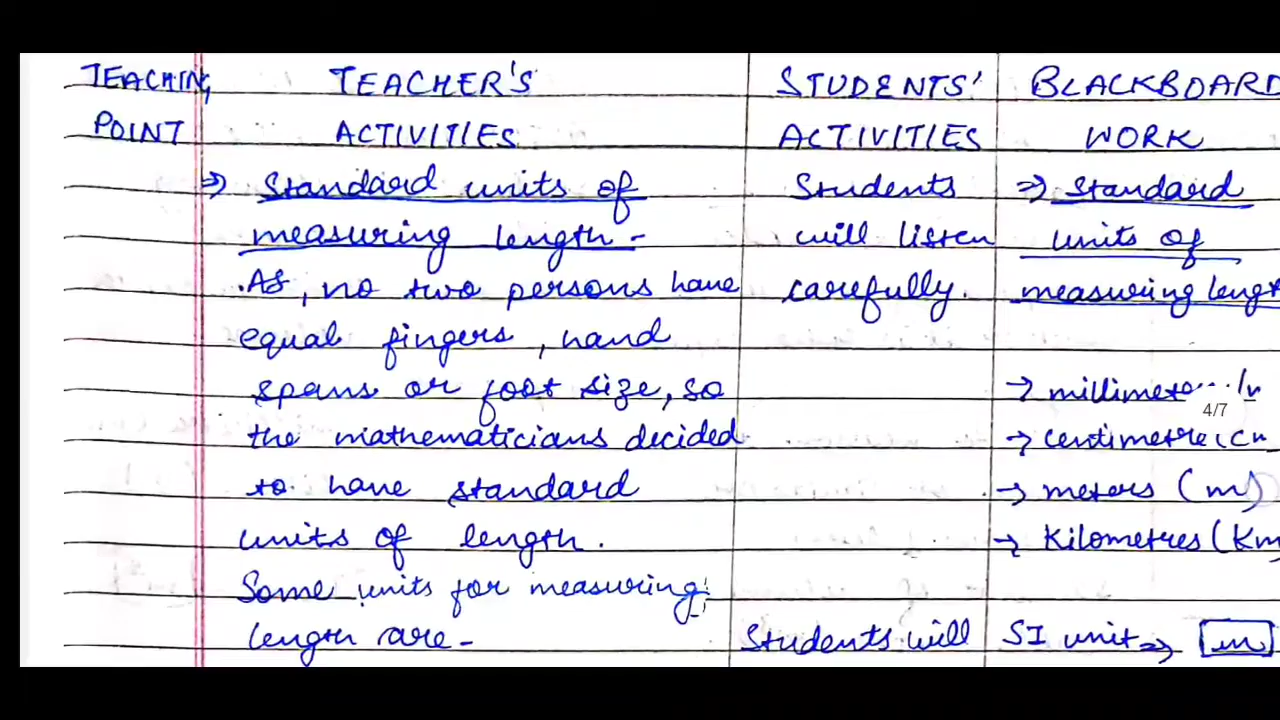 TEACHING TEACHER'S STUDENTS' BLACKBOARD
POINT ACTIVITIES ACTIVITIES WORK
⇒ Standard units of Students ⇒ Standard
measuring length - will listen units of
As, no two persons have carefully. measuring lengt
equal fingers, hand
spans or foot size, so → millimet
4/7
the mathematicians decided → centimetre (cm
to have standard → meters (m)
units of length. → Kilometres (Km
Some units for measuring
length are - Students will SI unit ⇒ m